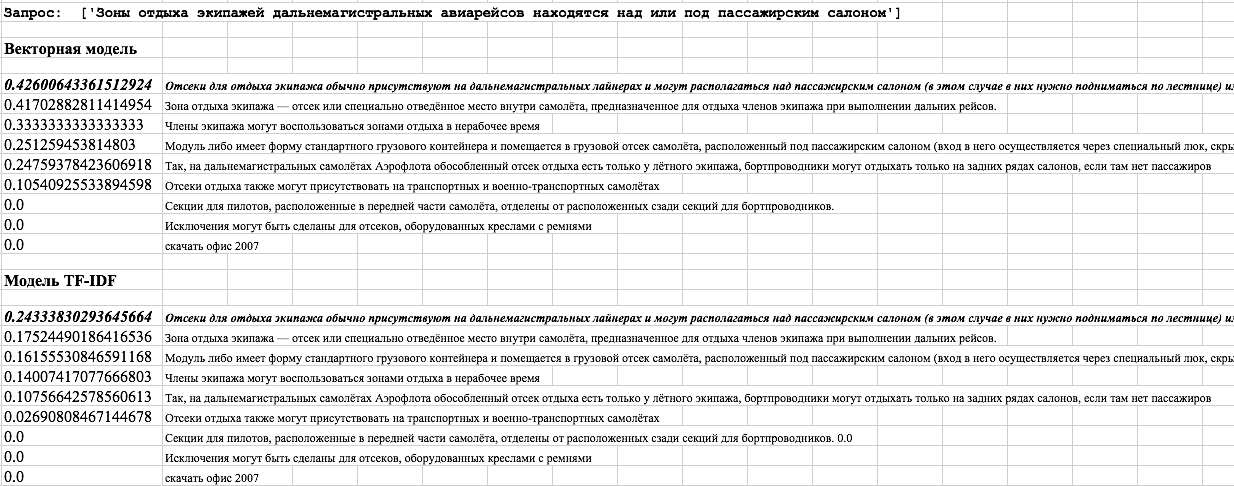 Запрос:  ['Зоны отдыха экипажей дальнемагистральных авиарейсов находятся над или под пассажирским салоном']
Векторная модель
0.42600643361512924 Отсеки для отдыха экипажа обычно присутствуют на дальнемагистральных лайнерах и могут располагаться над пассажирским салоном (в этом случае в них нужно подниматься по лестнице)
0.41702882811414954 Зона отдыха экипажа — отсек или специально отведённое место внутри самолёта, предназначенное для отдыха членов экипажа при выполнении дальних рейсов.
0.3333333333333333 Члены экипажа могут воспользоваться зонами отдыха в нерабочее время
0.251259453814803 Модуль либо имеет форму стандартного грузового контейнера и помещается в грузовой отсек самолёта, расположенный под пассажирским салоном (вход в него осуществляется через специальный люк,
0.24759378423606918 Так, на дальнемагистральных самолётах Аэрофлота обособленный отсек отдыха есть только у лётного экипажа, бортпроводники могут отдыхать только на задних рядах салонов, если там нет пассажиров
0.10540925533894598 Отсеки отдыха также могут присутствовать на транспортных и военно-транспортных самолётах
0.0 Секции для пилотов, расположенные в передней части самолёта, отделены от расположенных сзади секций для бортпроводников.
0.0 Исключения могут быть сделаны для отсеков, оборудованных креслами с ремнями
0.0 скачать офис 2007
Модель TF-IDF
0.24333830293645664 Отсеки для отдыха экипажа обычно присутствуют на дальнемагистральных лайнерах и могут располагаться над пассажирским салоном (в этом случае в них нужно подниматься по лестнице)
0.17524490186416536 Зона отдыха экипажа — отсек или специально отведённое место внутри самолёта, предназначенное для отдыха членов экипажа при выполнении дальних рейсов.
0.16155530846591168 Модуль либо имеет форму стандартного грузового контейнера и помещается в грузовой отсек самолёта, расположенный под пассажирским салоном (вход в него осуществляется через специальный люк,
0.14007417077666803 Члены экипажа могут воспользоваться зонами отдыха в нерабочее время
0.10756642578560613 Так, на дальнемагистральных самолётах Аэрофлота обособленный отсек отдыха есть только у лётного экипажа, бортпроводники могут отдыхать только на задних рядах салонов, если там нет пассажиров
0.02690808467144678 Отсеки отдыха также могут присутствовать на транспортных и военно-транспортных самолётах
0.0 Секции для пилотов, расположенные в передней части самолёта, отделены от расположенных сзади секций для бортпроводников. 0.0
0.0 Исключения могут быть сделаны для отсеков, оборудованных креслами с ремнями
0.0 скачать офис 2007